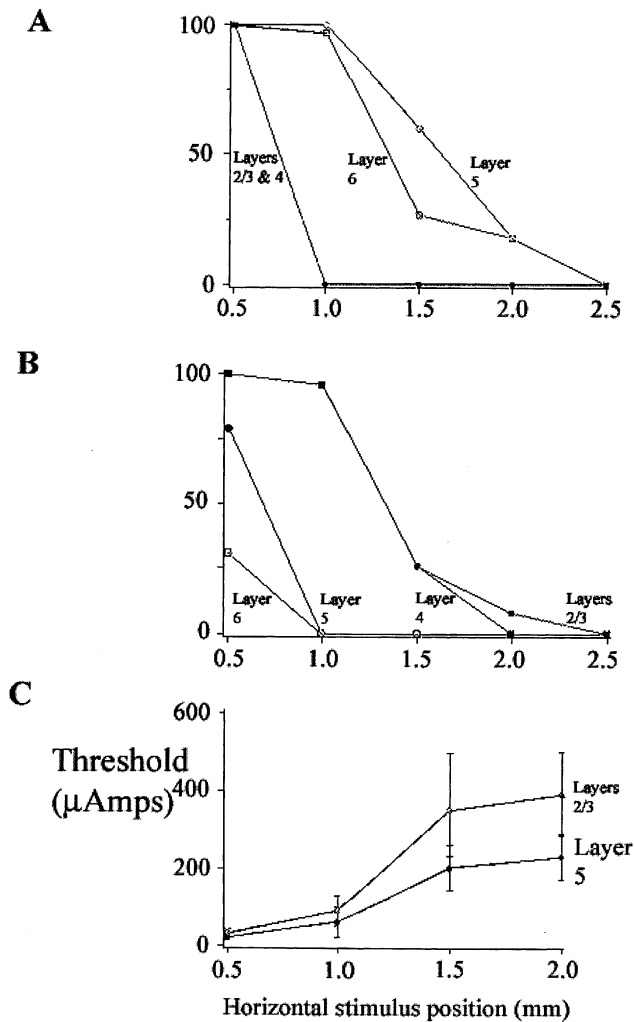 A
100
50
0
Layers
2/3 & 4
Layer
6
Layer
5
0.5 1.0 1.5 2.0 2.5
B
100
50
0
Layer
6
Layer
5
Layer
4
Layers
2/3
0.5 1.0 1.5 2.0 2.5
C
600
400
200
0
Threshold
(μAmps)
Layers
2/3
Layer
5
0.5 1.0 1.5 2.0
Horizontal stimulus position (mm)